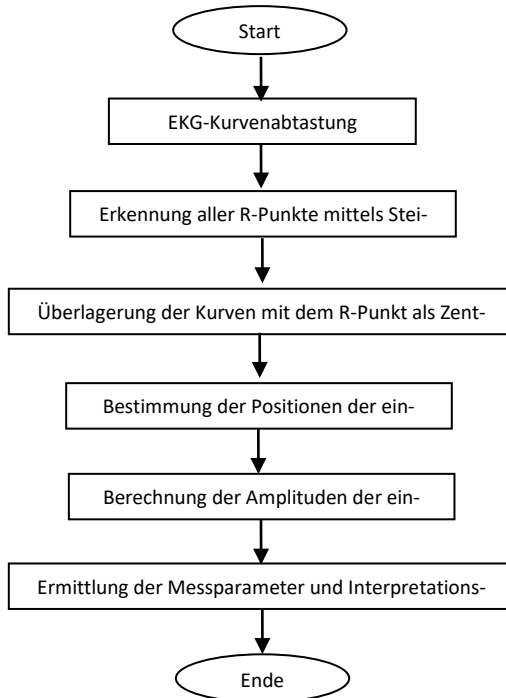 Start
EKG-Kurvenabtastung
Erkennung aller R-Punkte mittels Stei-
Überlagerung der Kurven mit dem R-Punkt als Zent-
Bestimmung der Positionen der ein-
Berechnung der Amplituden der ein-
Ermittlung der Messparameter und Interpretations-
Ende